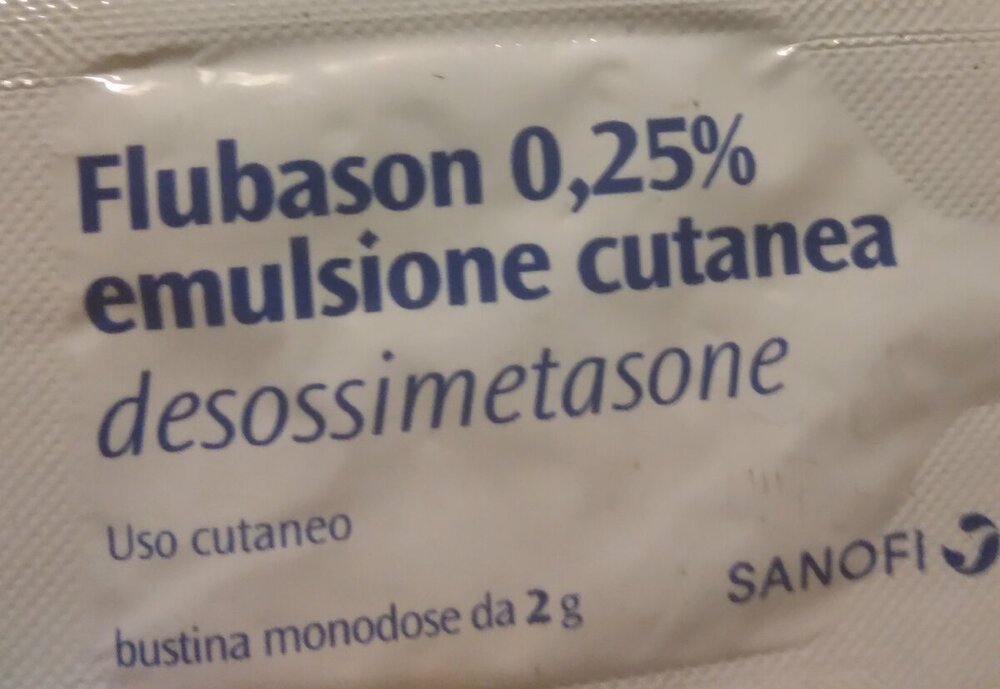 Flubason 0,25%
emulsione cutanea
desossimetasone
Uso cutaneo
bustina monodose da 2 g
SANOFI